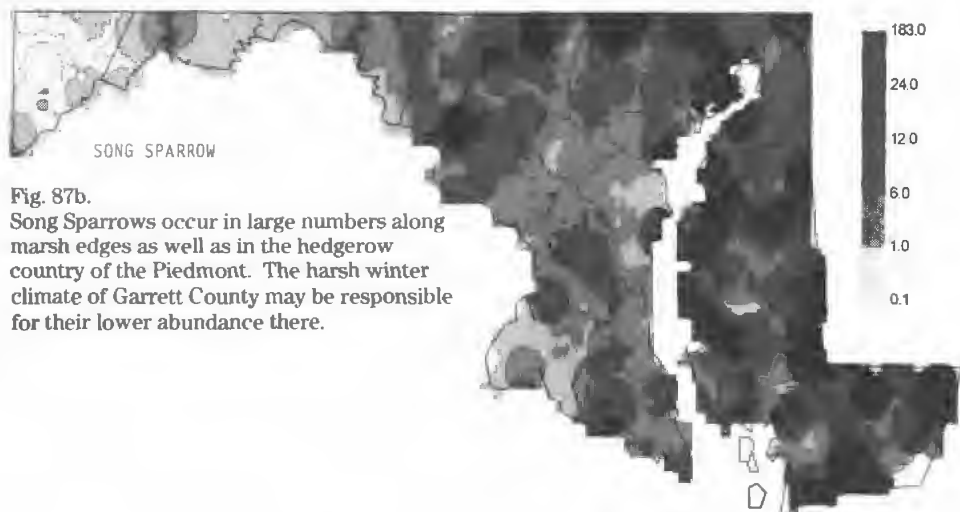 183.0
24.0
12.0
6.0
1.0
0.1
SONG SPARROW
Fig. 87b.
Song Sparrows occur in large numbers along
marsh edges as well as in the hedgerow
country of the Piedmont. The harsh winter
climate of Garrett County may be responsible
for their lower abundance there.